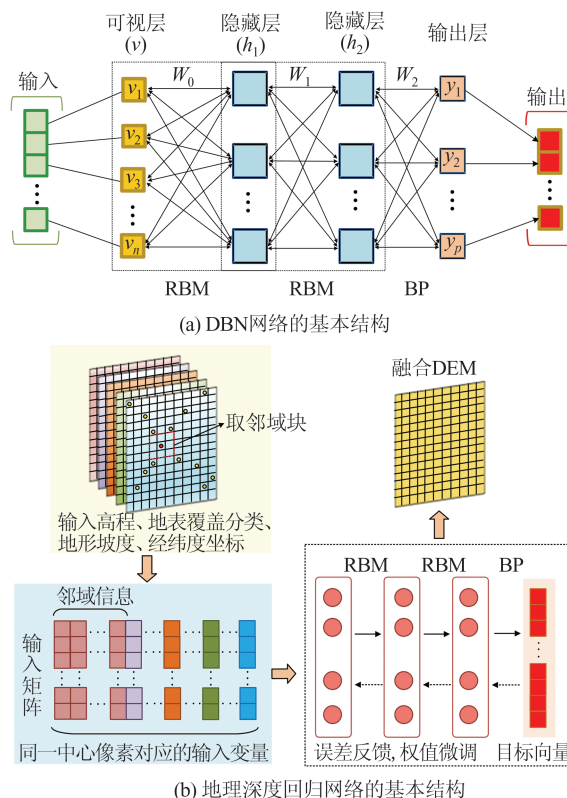 可视层
(v)
隐藏层
(h₁)
隐藏层
(h₂)
输出层
输入
输出
W₀
W₁
W₂
v₁
v₂
v₃
vₙ
y₁
y₂
yₚ
RBM
RBM
BP
(a) DBN网络的基本结构
取邻域块
输入高程、地表覆盖分类、
地形坡度、经纬度坐标
融合DEM
邻域信息
输入矩阵
同一中心像素对应的输入变量
RBM
RBM
BP
误差反馈, 权值微调
目标向量
(b) 地理深度回归网络的基本结构